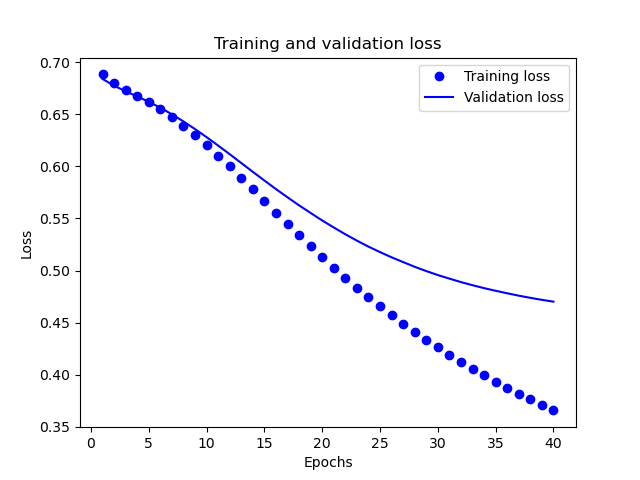 Training and validation loss
Training loss
Validation loss
0.70
0.65
0.60
0.55
0.50
0.45
0.40
0.35
Loss
0 5 10 15 20 25 30 35 40
Epochs